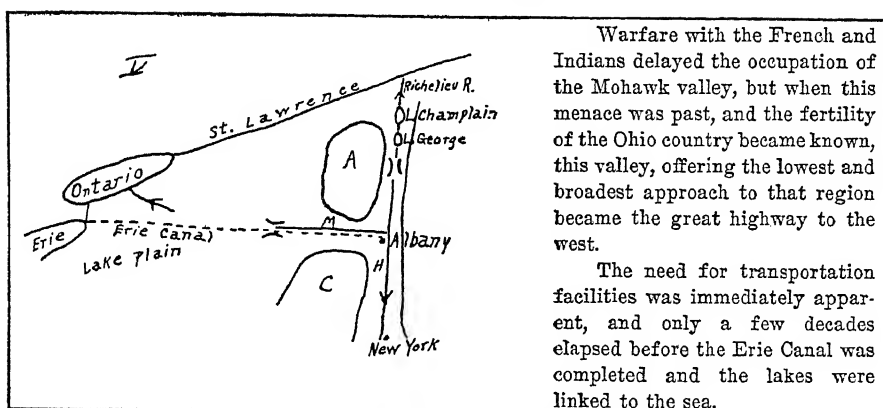 V
Richelieu R.
L. Champlain
L. George
St. Lawrence
A
Ontario
Erie
Erie Canal
Lake Plain
M
Albany
H
C
New York
Warfare with the French and
Indians delayed the occupation of
the Mohawk valley, but when this
menace was past, and the fertility
of the Ohio country became known,
this valley, offering the lowest and
broadest approach to that region
became the great highway to the
west.
The need for transportation
facilities was immediately appar-
ent, and only a few decades
elapsed before the Erie Canal was
completed and the lakes were
linked to the sea.